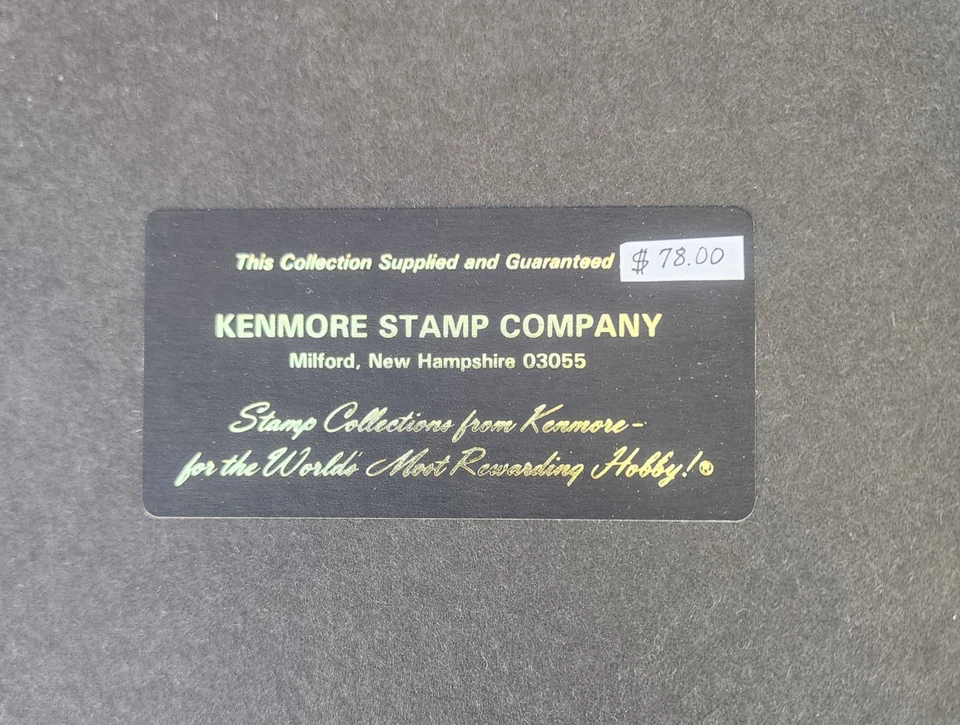 This Collection Supplied and Guaranteed $ 78.00
KENMORE STAMP COMPANY
Milford, New Hampshire 03055
Stamp Collections from Kenmore -
for the World's Most Rewarding Hobby!®